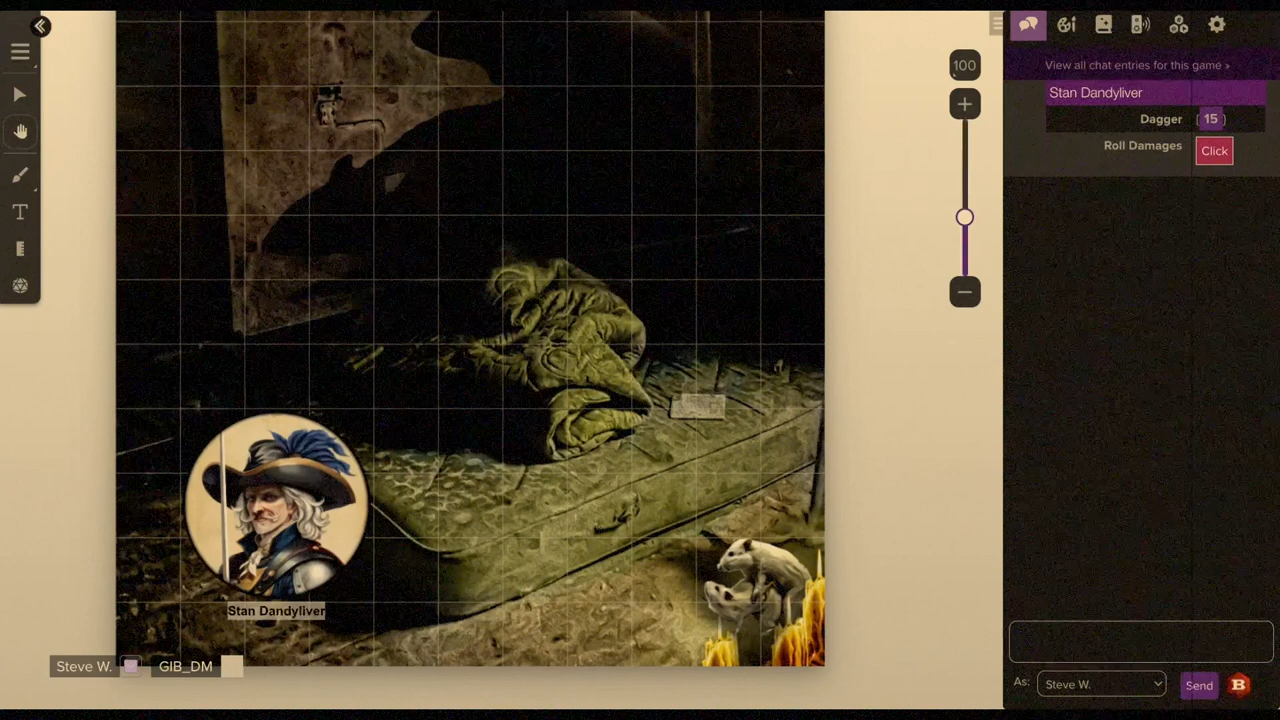 100
View all chat entries for this game »
Stan Dandyliver
Dagger 15
Roll Damages Click
Stan Dandyliver
Steve W. GIB_DM
As: Steve W. Send B